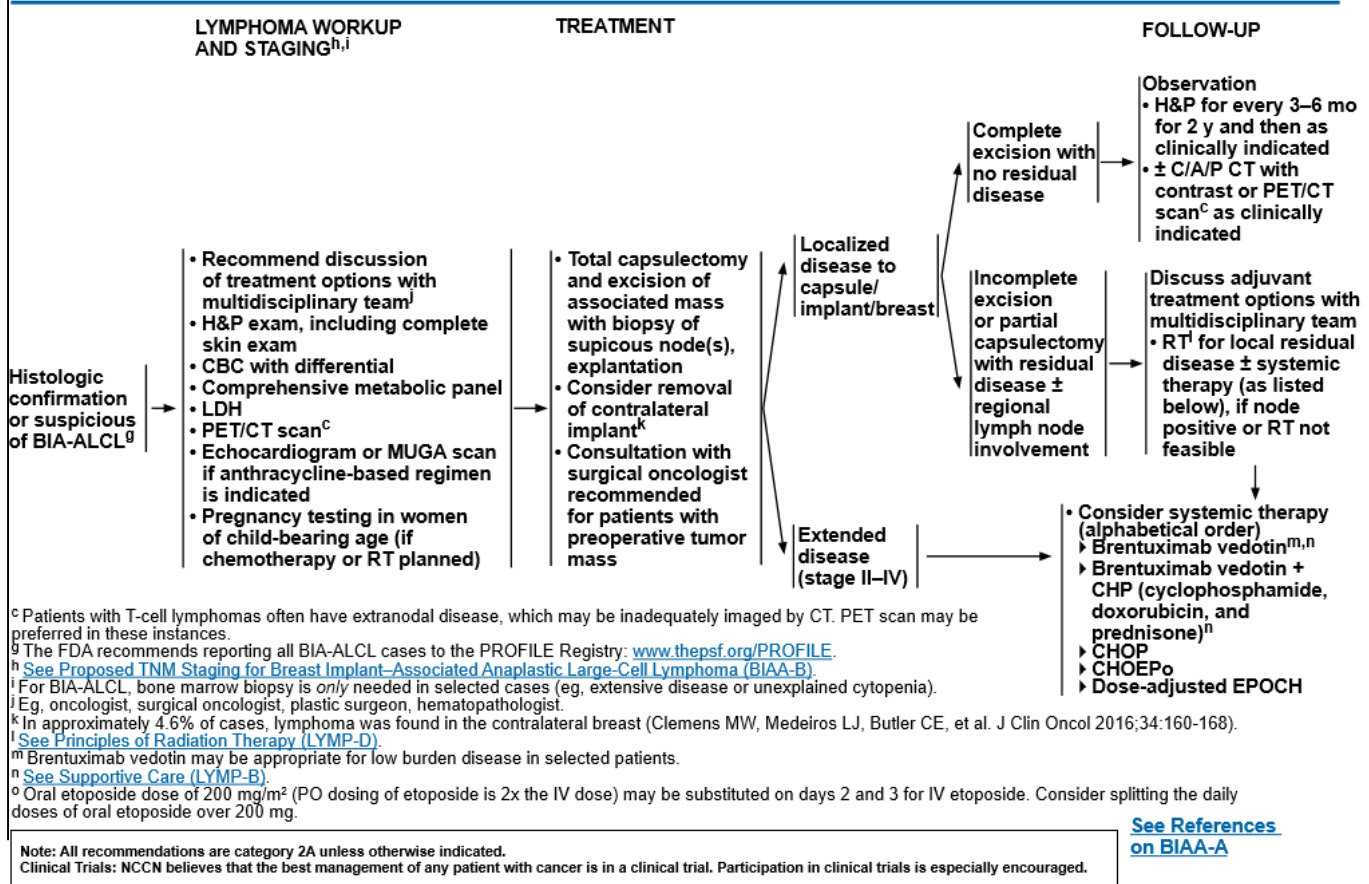 LYMPHOMA WORKUP
AND STAGINGh,i
TREATMENT
FOLLOW-UP
Histologic
confirmation
or suspicious
of BIA-ALCLg
• Recommend discussion
of treatment options with
multidisciplinary teamj
• H&P exam, including complete
skin exam
• CBC with differential
• Comprehensive metabolic panel
• LDH
• PET/CT scanc
• Echocardiogram or MUGA scan
if anthracycline-based regimen
is indicated
• Pregnancy testing in women
of child-bearing age (if
chemotherapy or RT planned)
• Total capsulectomy
and excision of
associated mass
with biopsy of
supicous node(s),
explantation
• Consider removal
of contralateral
implantk
• Consultation with
surgical oncologist
recommended
for patients with
preoperative tumor
mass
Localized
disease to
capsule/
implant/breast
Extended
disease
(stage II–IV)
Complete
excision with
no residual
disease
Incomplete
excision
or partial
capsulectomy
with residual
disease ±
regional
lymph node
involvement
Observation
• H&P for every 3–6 mo
for 2 y and then as
clinically indicated
• ± C/A/P CT with
contrast or PET/CT
scanc as clinically
indicated
Discuss adjuvant
treatment options with
multidisciplinary team
• RTl for local residual
disease ± systemic
therapy (as listed
below), if node
positive or RT not
feasible
• Consider systemic therapy
(alphabetical order)
▸ Brentuximab vedotinm,n
▸ Brentuximab vedotin +
CHP (cyclophosphamide,
doxorubicin, and
prednisone)n
▸ CHOP
▸ CHOEPo
▸ Dose-adjusted EPOCH
c Patients with T-cell lymphomas often have extranodal disease, which may be inadequately imaged by CT. PET scan may be
preferred in these instances.
g The FDA recommends reporting all BIA-ALCL cases to the PROFILE Registry: www.thepsf.org/PROFILE.
h See Proposed TNM Staging for Breast Implant–Associated Anaplastic Large-Cell Lymphoma (BIAA-B).
i For BIA-ALCL, bone marrow biopsy is only needed in selected cases (eg, extensive disease or unexplained cytopenia).
j Eg, oncologist, surgical oncologist, plastic surgeon, hematopathologist.
k In approximately 4.6% of cases, lymphoma was found in the contralateral breast (Clemens MW, Medeiros LJ, Butler CE, et al. J Clin Oncol 2016;34:160-168).
l See Principles of Radiation Therapy (LYMP-D).
m Brentuximab vedotin may be appropriate for low burden disease in selected patients.
n See Supportive Care (LYMP-B).
o Oral etoposide dose of 200 mg/m² (PO dosing of etoposide is 2x the IV dose) may be substituted on days 2 and 3 for IV etoposide. Consider splitting the daily
doses of oral etoposide over 200 mg.
See References
on BIAA-A
Note: All recommendations are category 2A unless otherwise indicated.
Clinical Trials: NCCN believes that the best management of any patient with cancer is in a clinical trial. Participation in clinical trials is especially encouraged.